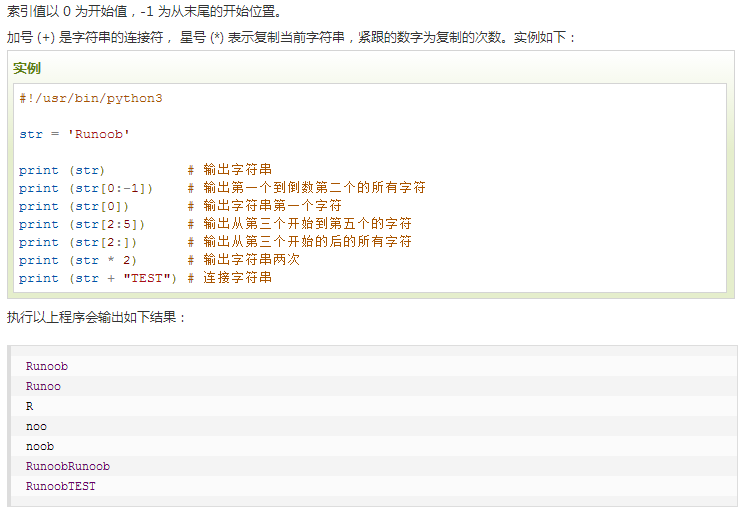 索引值以 0 为开始值，-1 为从末尾的开始位置。
加号 (+) 是字符串的连接符， 星号 (*) 表示复制当前字符串，紧跟的数字为复制的次数。实例如下：
实例
#!/usr/bin/python3
str = 'Runoob'
print (str)          # 输出字符串
print (str[0:-1])    # 输出第一个到倒数第二个的所有字符
print (str[0])       # 输出字符串第一个字符
print (str[2:5])     # 输出从第三个开始到第五个的字符
print (str[2:])      # 输出从第三个开始的后的所有字符
print (str * 2)      # 输出字符串两次
print (str + "TEST") # 连接字符串
执行以上程序会输出如下结果：
Runoob
Runoo
R
noo
noob
RunoobRunoob
RunoobTEST